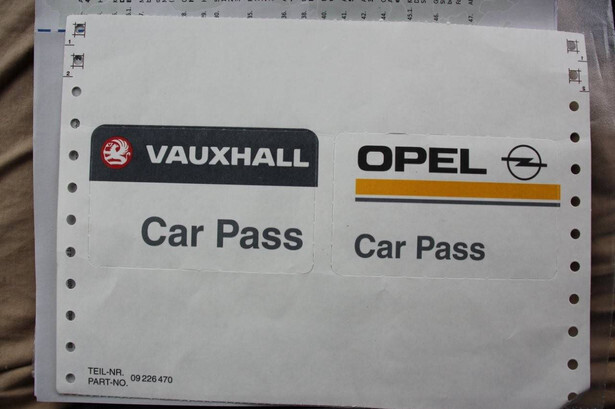 VAUXHALL
Car Pass
OPEL
Car Pass
TEIL-NR.
PART-NO. 09 226 470